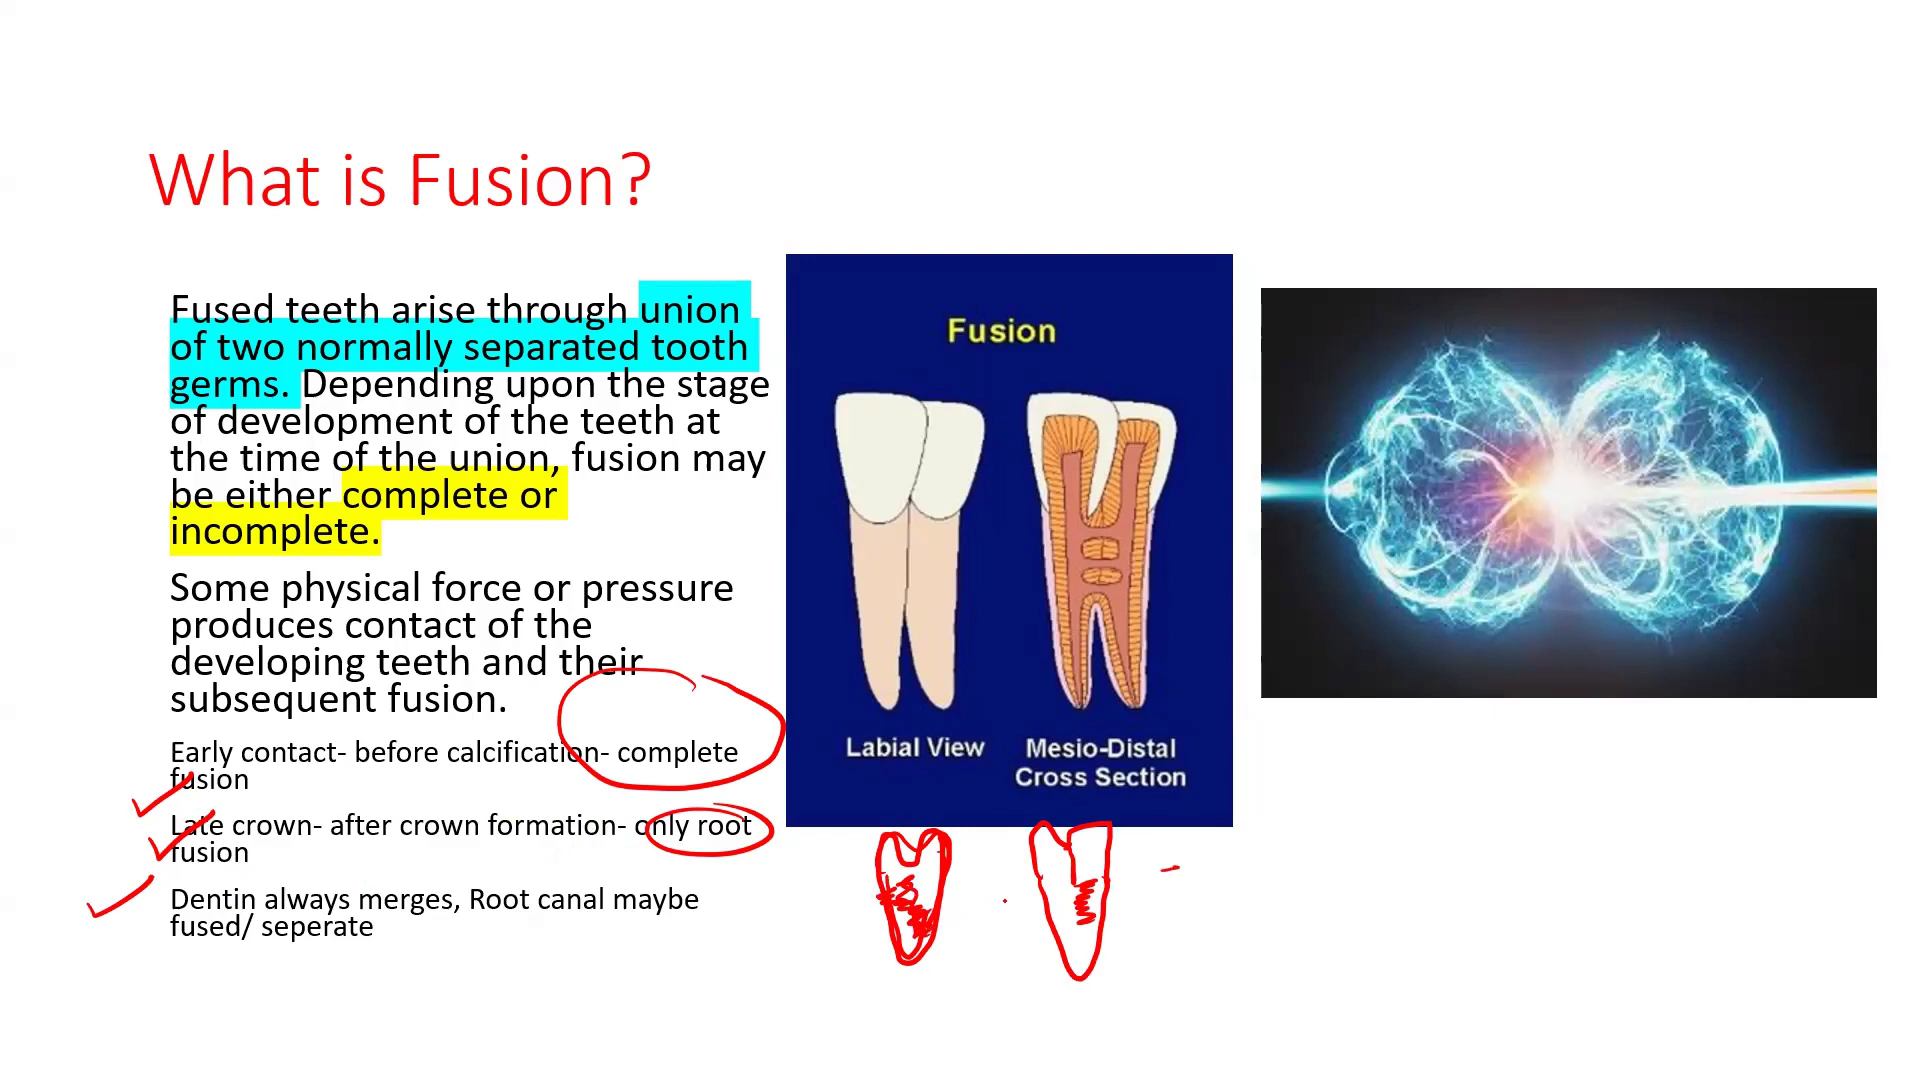 What is Fusion?
Fused teeth arise through union
of two normally separated tooth
germs. Depending upon the stage
of development of the teeth at
the time of the union, fusion may
be either complete or
incomplete.
Some physical force or pressure
produces contact of the
developing teeth and their
subsequent fusion.
Early contact- before calcification- complete
fusion
Late crown- after crown formation- only root
fusion
Dentin always merges, Root canal maybe
fused/ seperate
Fusion
Labial View
Mesio-Distal
Cross Section